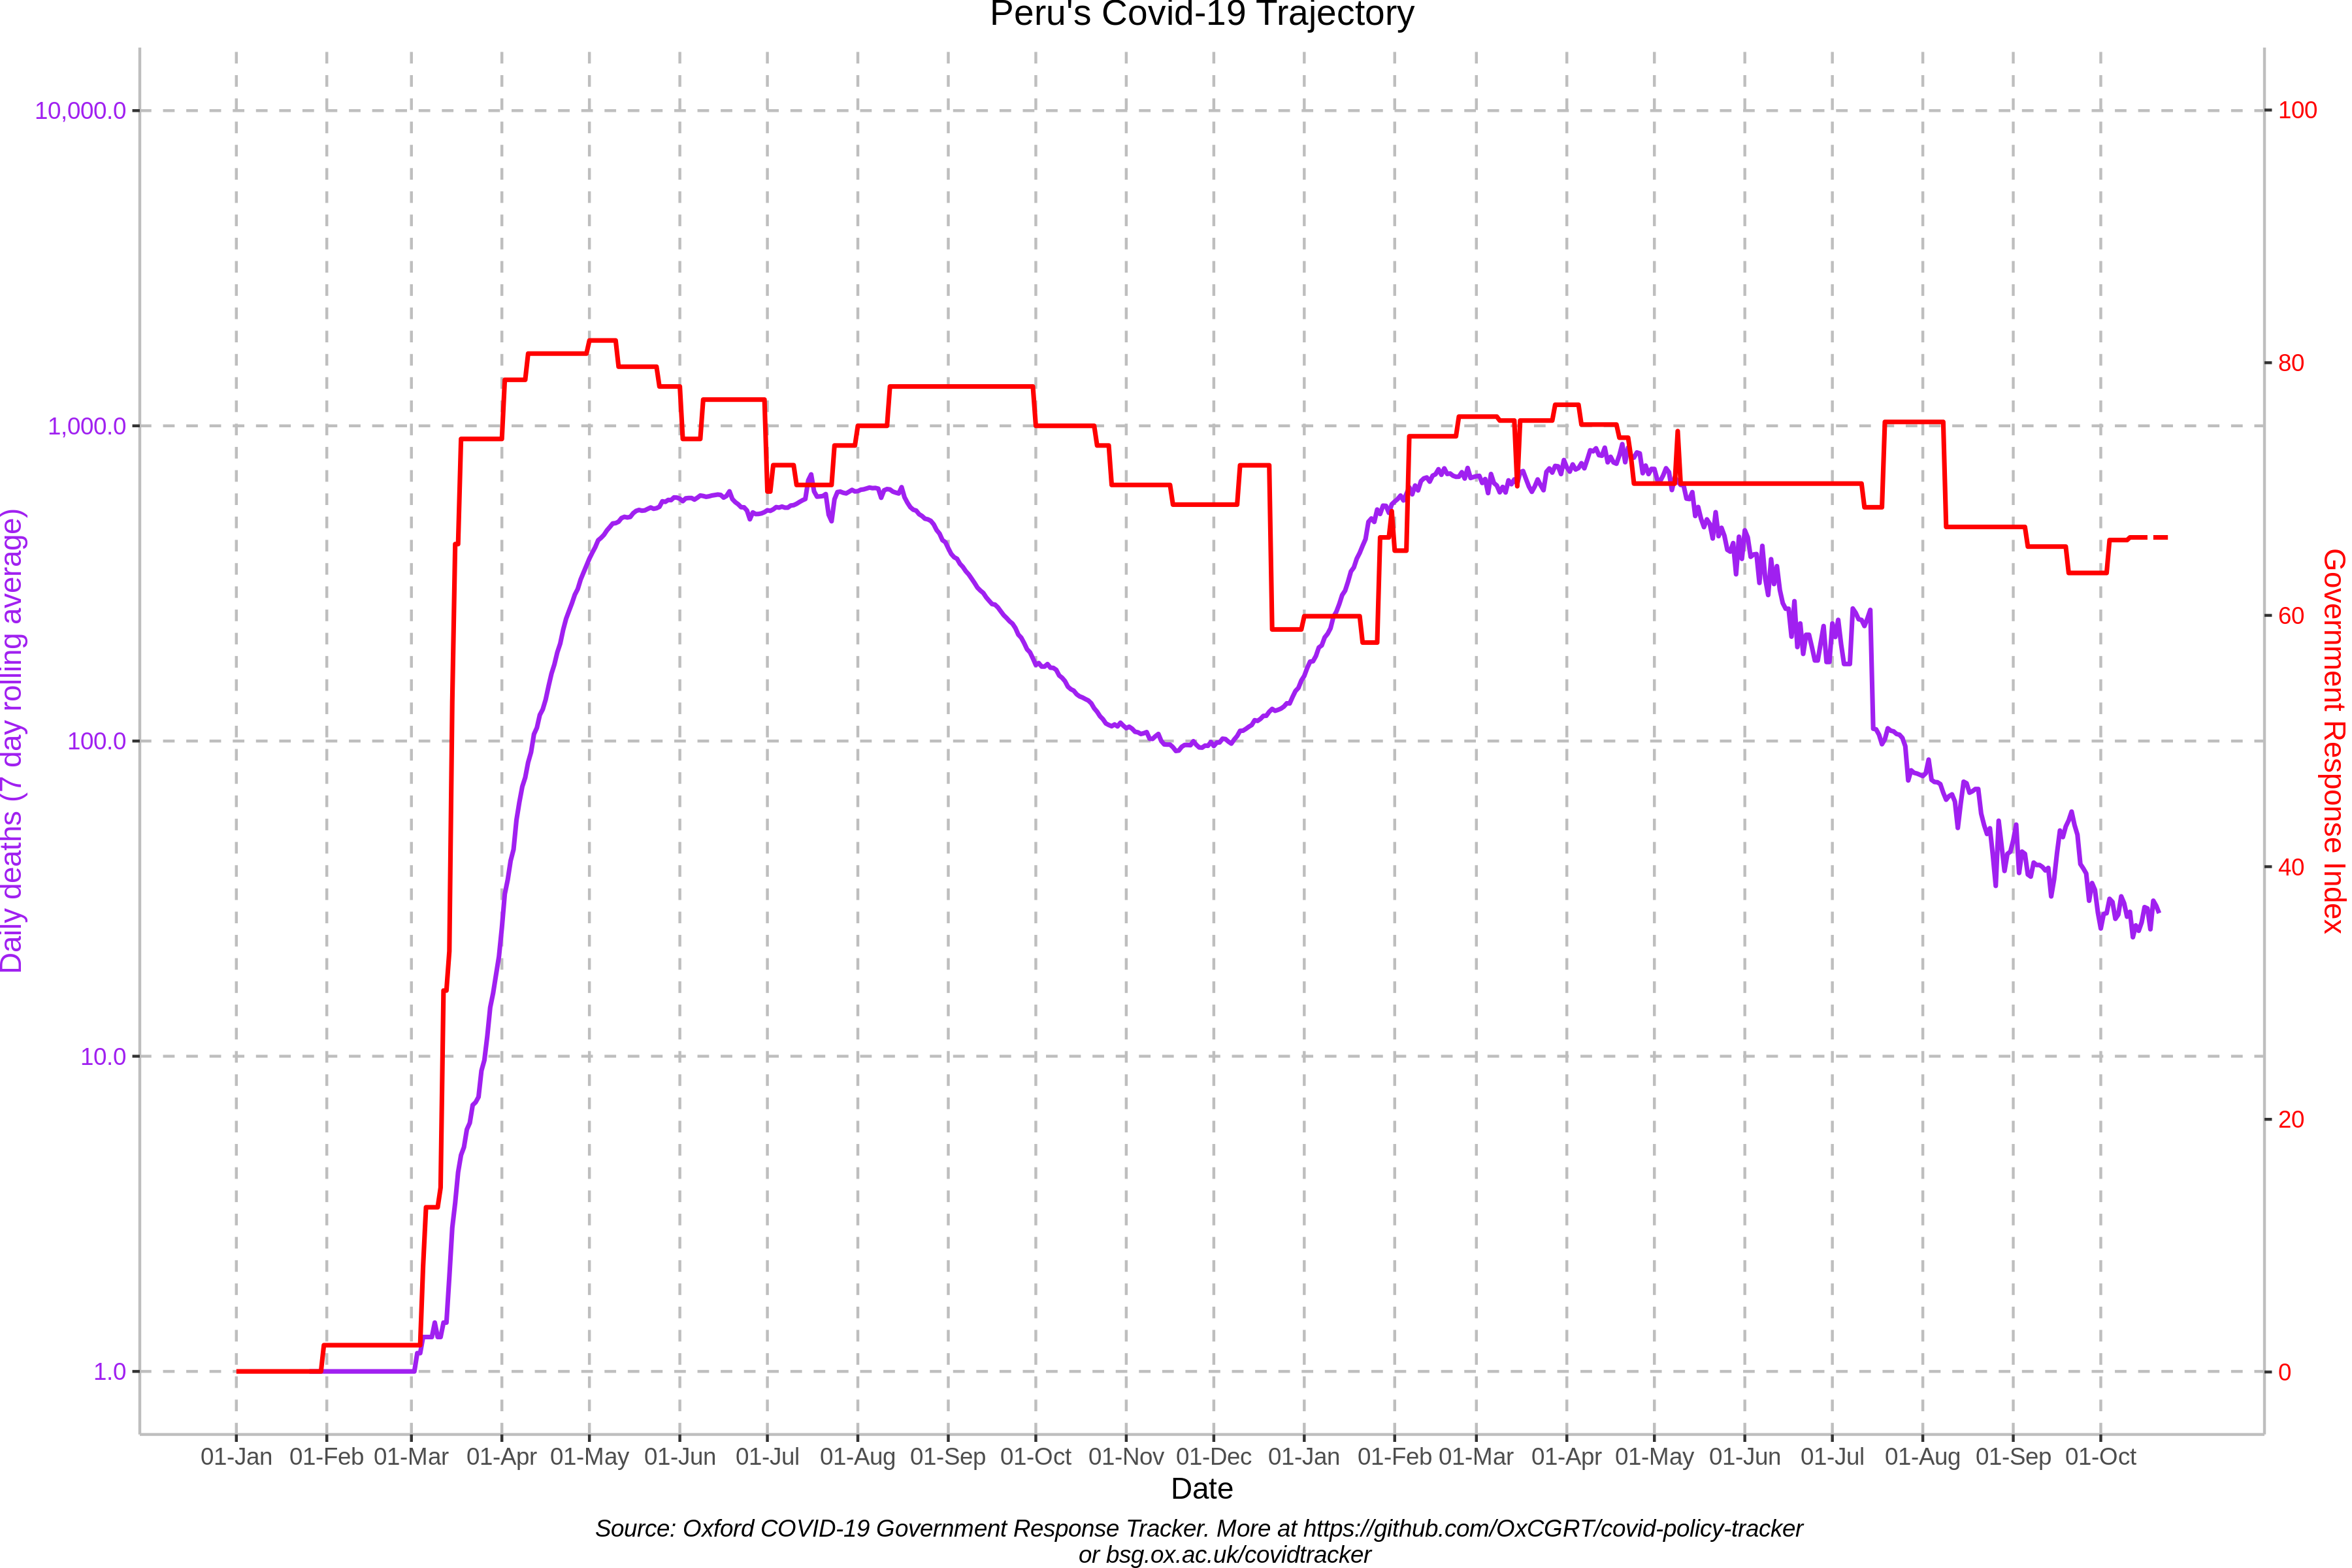 Peru's Covid-19 Trajectory
10,000.0
1,000.0
100.0
10.0
1.0
Daily deaths (7 day rolling average)
100
80
60
40
20
0
Government Response Index
01-Jan 01-Feb 01-Mar 01-Apr 01-May 01-Jun 01-Jul 01-Aug 01-Sep 01-Oct 01-Nov 01-Dec 01-Jan 01-Feb 01-Mar 01-Apr 01-May 01-Jun 01-Jul 01-Aug 01-Sep 01-Oct
Date
Source: Oxford COVID-19 Government Response Tracker. More at https://github.com/OxCGRT/covid-policy-tracker
or bsg.ox.ac.uk/covidtracker